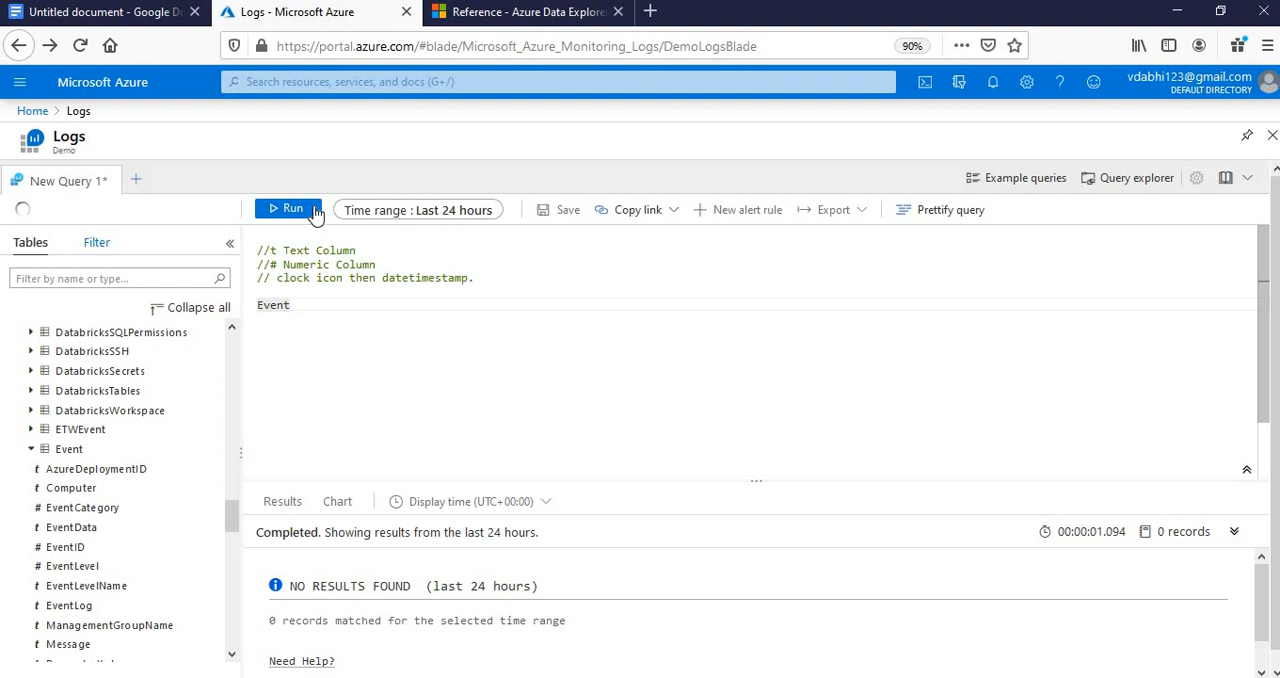 Untitled document - Google D
Logs - Microsoft Azure
Reference - Azure Data Explore
https://portal.azure.com/#blade/Microsoft_Azure_Monitoring_Logs/DemoLogsBlade
90%
Microsoft Azure
Search resources, services, and docs (G+/)
vdabhi123@gmail.com
DEFAULT DIRECTORY
Home > Logs
Logs
Demo
New Query 1*
Example queries
Query explorer
Run
Time range : Last 24 hours
Save
Copy link
New alert rule
Export
Prettify query
Tables
Filter
Filter by name or type...
Collapse all
DatabricksSQLPermissions
DatabricksSSH
DatabricksSecrets
DatabricksTables
DatabricksWorkspace
ETWEvent
Event
t AzureDeploymentID
t Computer
# EventCategory
t EventData
# EventID
# EventLevel
t EventLevelName
t EventLog
t ManagementGroupName
t Message
//t Text Column
//# Numeric Column
// clock icon then datetimestamp.
Event
Results
Chart
Display time (UTC+00:00)
Completed. Showing results from the last 24 hours.
00:00:01.094
0 records
NO RESULTS FOUND (last 24 hours)
0 records matched for the selected time range
Need Help?